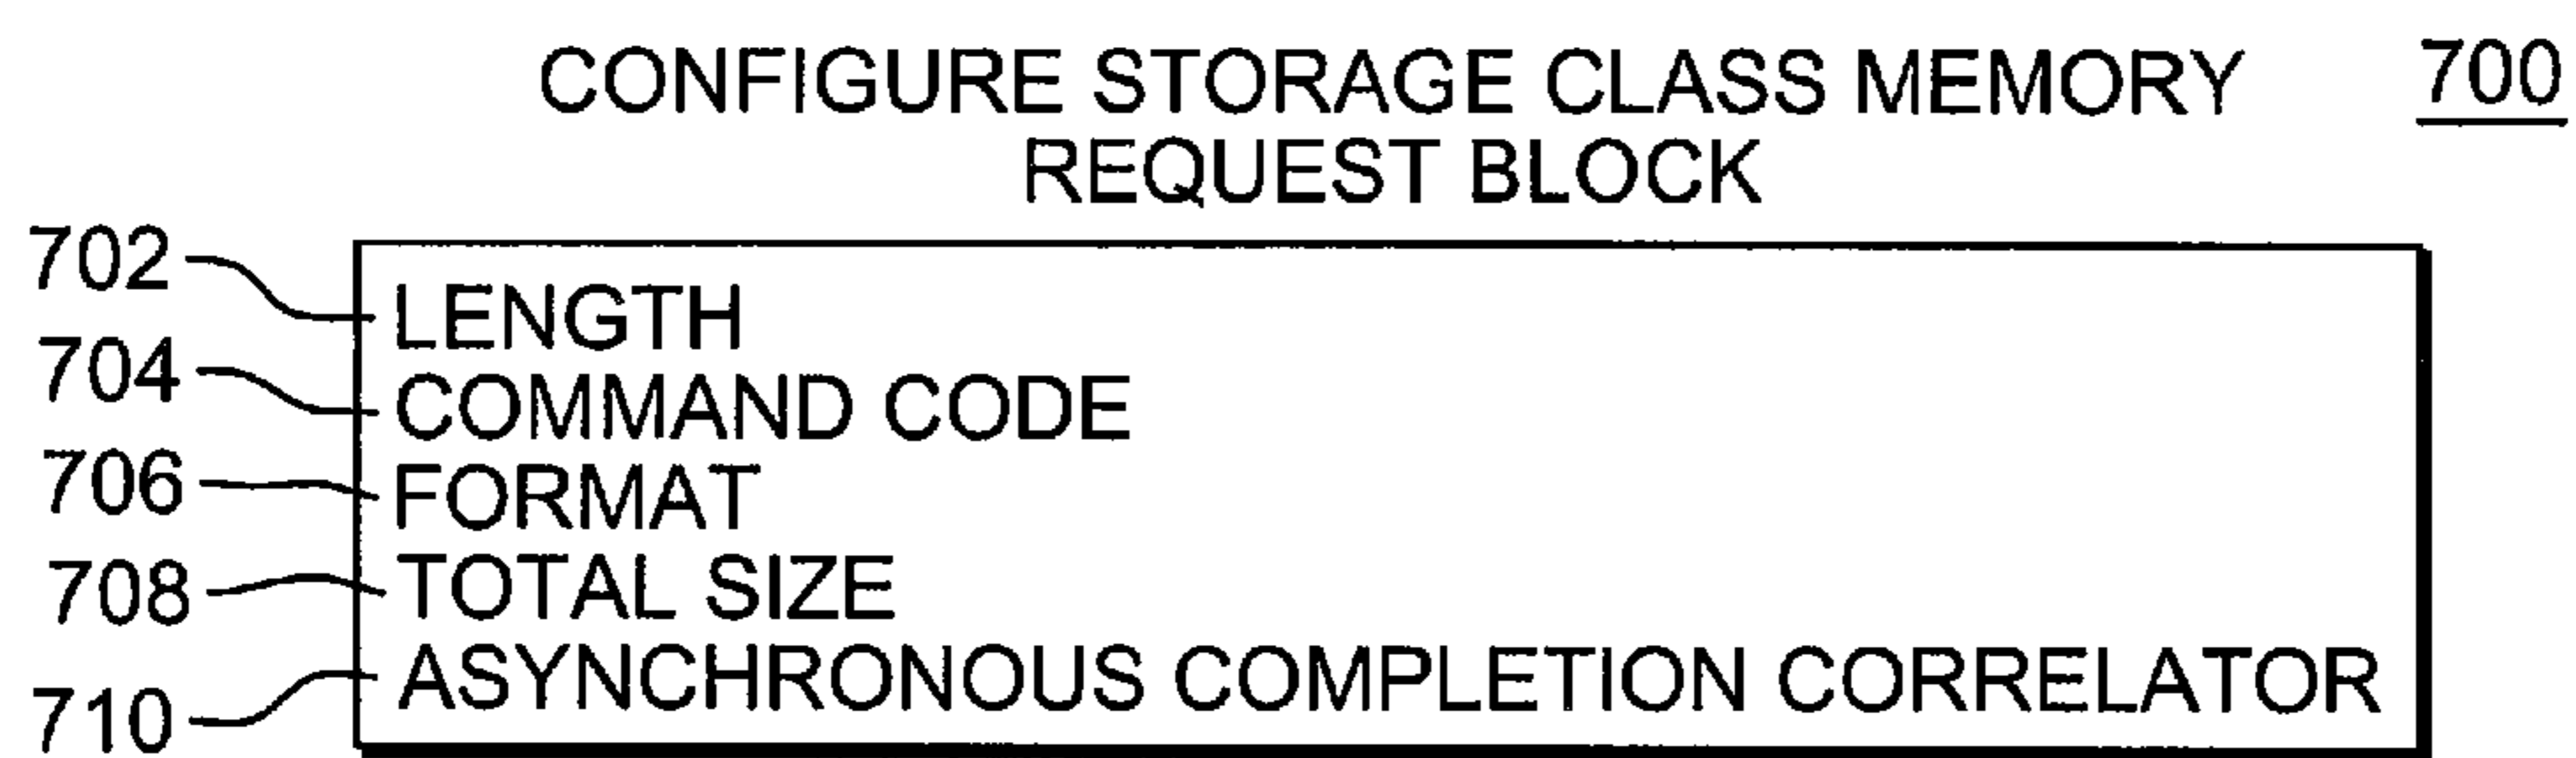 CONFIGURE STORAGE CLASS MEMORY 700
REQUEST BLOCK
702 LENGTH
704 COMMAND CODE
706 FORMAT
708 TOTAL SIZE
710 ASYNCHRONOUS COMPLETION CORRELATOR